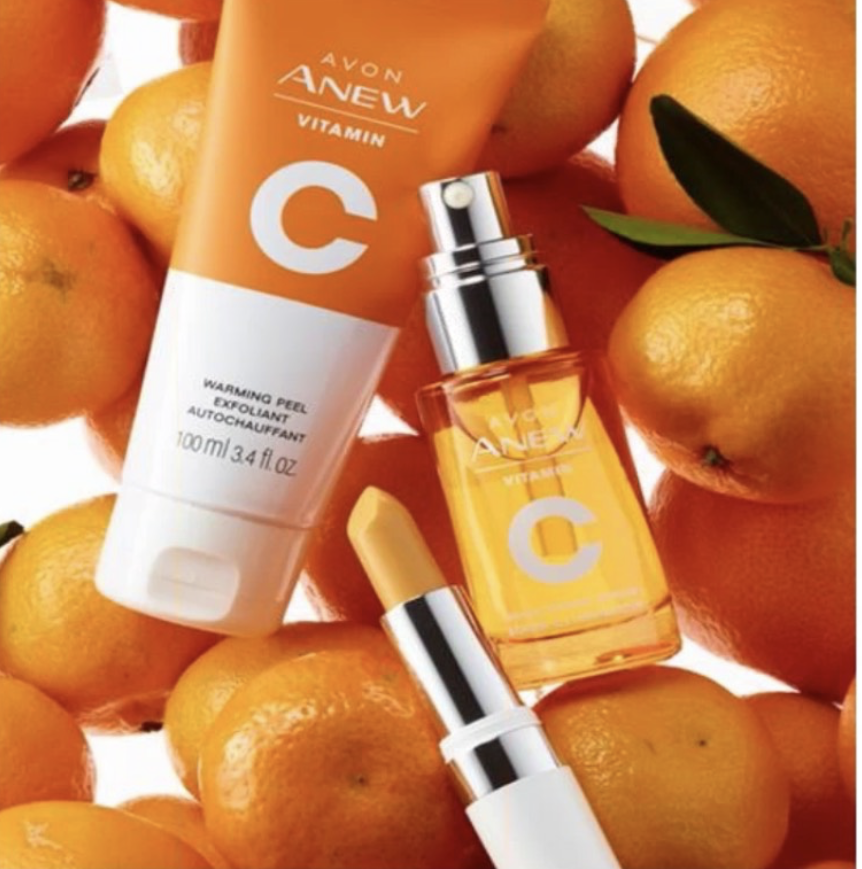 AVON
ANEW
VITAMIN
C
WARMING PEEL
EXFOLIANT
AUTOCHAUFFANT
100 ml 3.4 fl. oz.
AVON
ANEW
VITAMIN
C